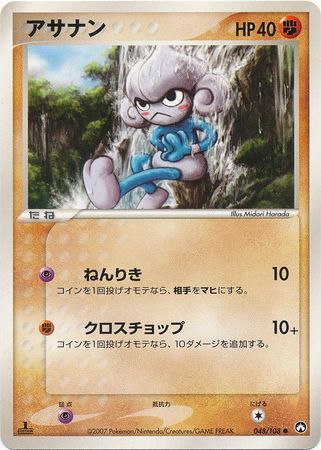 アサナン HP40
たね
Illus. Midori Harada
ねんりき 10
コインを1回投げオモテなら、相手をマヒにする。
クロスチョップ 10+
コインを1回投げオモテなら、10ダメージを追加する。
弱点 抵抗力 にげる
1 EDITION
©2007 Pokémon/Nintendo/Creatures/GAME FREAK. 048/108